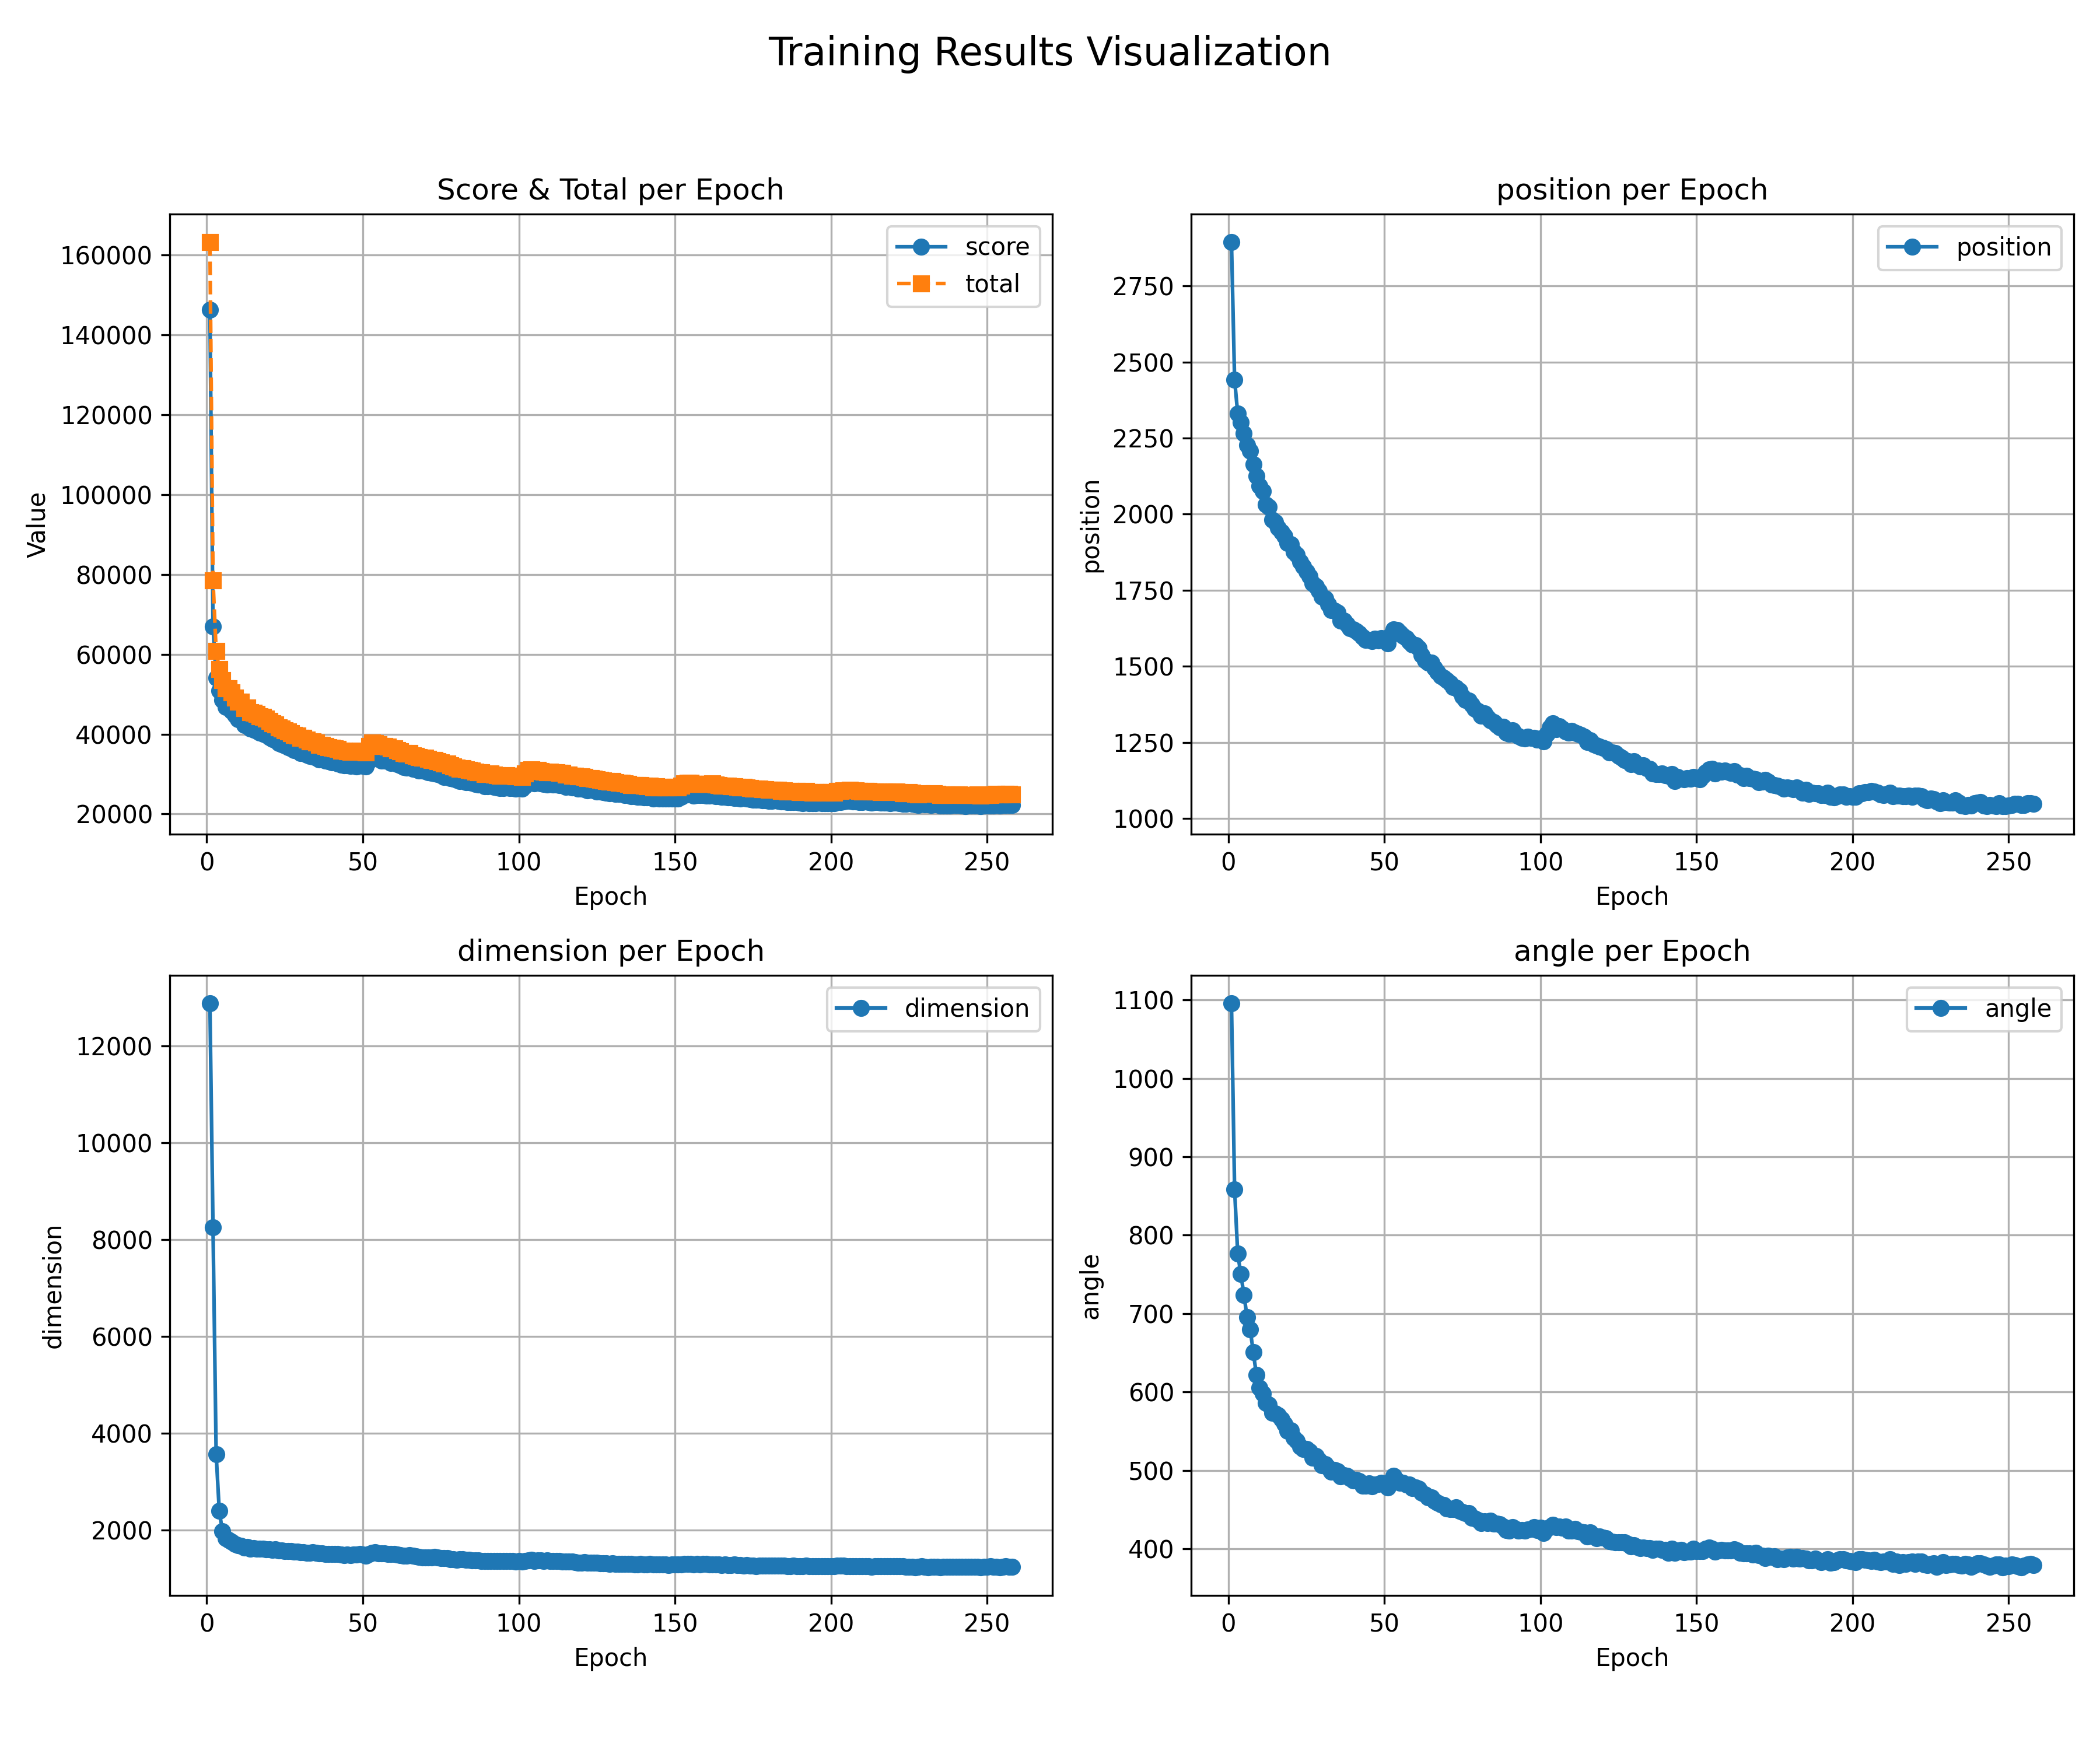 Training Results Visualization
Score & Total per Epoch
Value
160000
140000
120000
100000
80000
60000
40000
20000
score
total
0 50 100 150 200 250
Epoch
position per Epoch
position
2750
2500
2250
2000
1750
1500
1250
1000
position
0 50 100 150 200 250
Epoch
dimension per Epoch
dimension
12000
10000
8000
6000
4000
2000
dimension
0 50 100 150 200 250
Epoch
angle per Epoch
angle
1100
1000
900
800
700
600
500
400
angle
0 50 100 150 200 250
Epoch